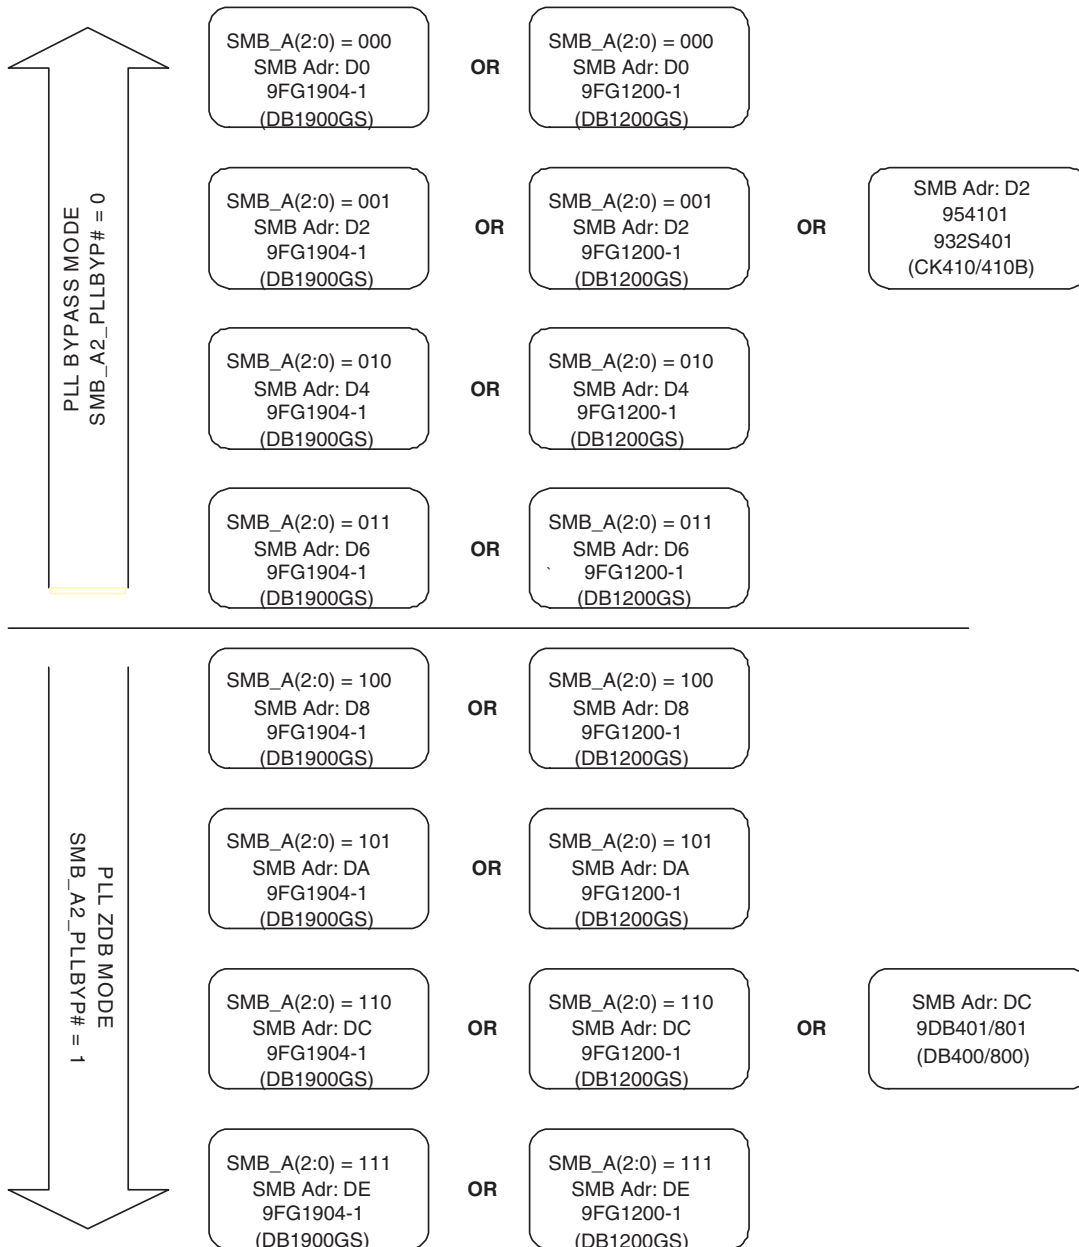 PLL BYPASS MODE
SMB_A2_PLLBYP# = 0
SMB_A(2:0) = 000
SMB Adr: D0
9FG1904-1
(DB1900GS)
OR
SMB_A(2:0) = 000
SMB Adr: D0
9FG1200-1
(DB1200GS)
SMB_A(2:0) = 001
SMB Adr: D2
9FG1904-1
(DB1900GS)
OR
SMB_A(2:0) = 001
SMB Adr: D2
9FG1200-1
(DB1200GS)
OR
SMB Adr: D2
954101
932S401
(CK410/410B)
SMB_A(2:0) = 010
SMB Adr: D4
9FG1904-1
(DB1900GS)
OR
SMB_A(2:0) = 010
SMB Adr: D4
9FG1200-1
(DB1200GS)
SMB_A(2:0) = 011
SMB Adr: D6
9FG1904-1
(DB1900GS)
OR
SMB_A(2:0) = 011
SMB Adr: D6
` 9FG1200-1
(DB1200GS)
PLL ZDB MODE
SMB_A2_PLLBYP# = 1
SMB_A(2:0) = 100
SMB Adr: D8
9FG1904-1
(DB1900GS)
OR
SMB_A(2:0) = 100
SMB Adr: D8
9FG1200-1
(DB1200GS)
SMB_A(2:0) = 101
SMB Adr: DA
9FG1904-1
(DB1900GS)
OR
SMB_A(2:0) = 101
SMB Adr: DA
9FG1200-1
(DB1200GS)
SMB_A(2:0) = 110
SMB Adr: DC
9FG1904-1
(DB1900GS)
OR
SMB_A(2:0) = 110
SMB Adr: DC
9FG1200-1
(DB1200GS)
OR
SMB Adr: DC
9DB401/801
(DB400/800)
SMB_A(2:0) = 111
SMB Adr: DE
9FG1904-1
(DB1900GS)
OR
SMB_A(2:0) = 111
SMB Adr: DE
9FG1200-1
(DB1200GS)